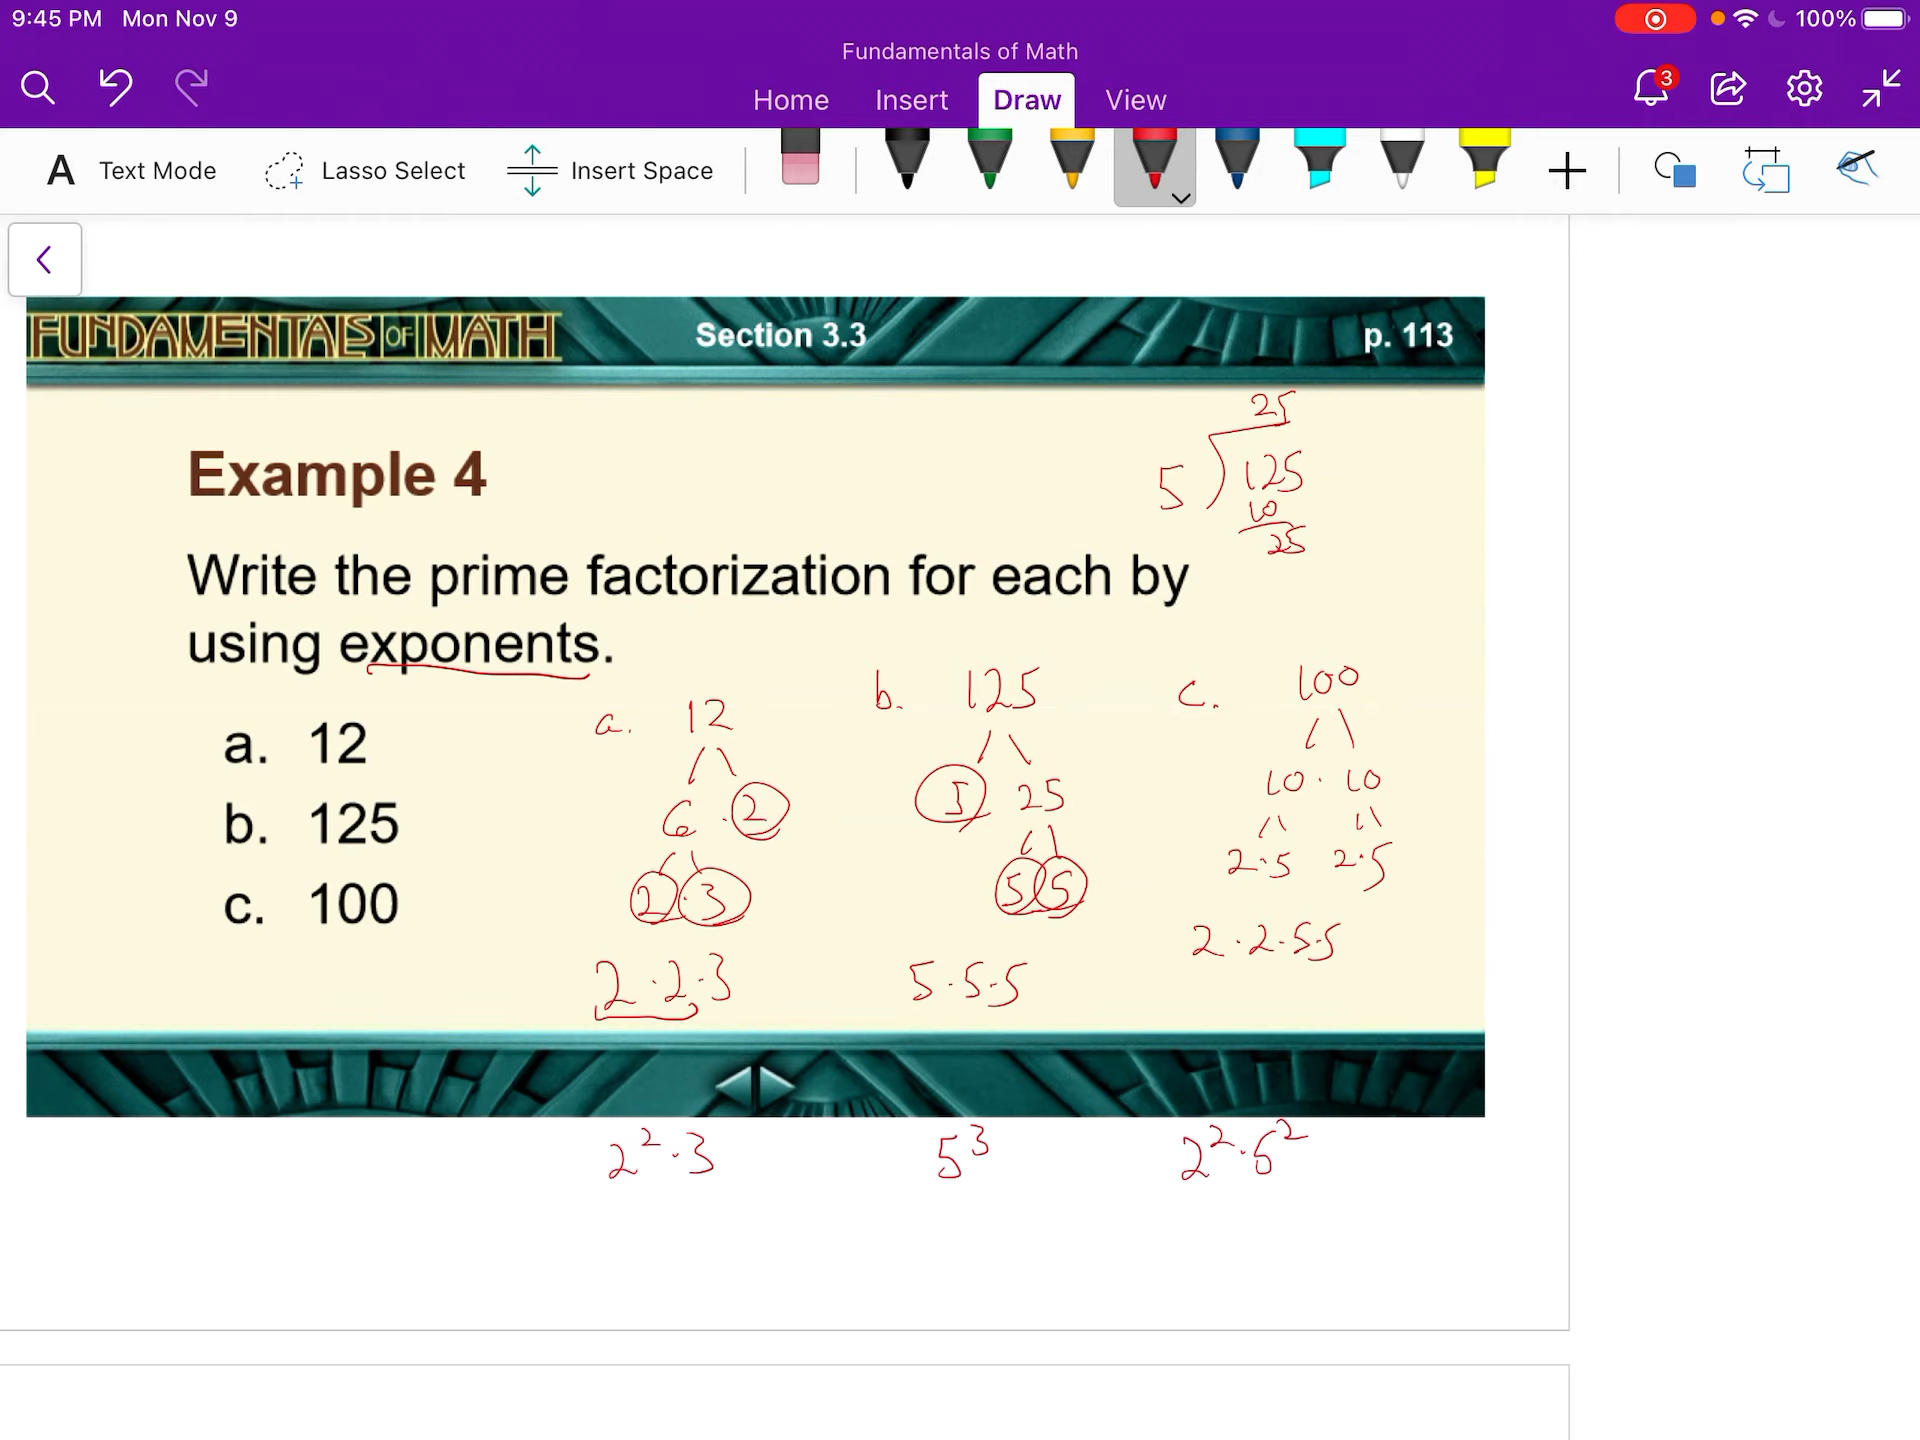 9:45 PM Mon Nov 9
100%
Fundamentals of Math
Home Insert Draw View
3
A Text Mode Lasso Select Insert Space
FUNDAMENTALS OF MATH Section 3.3 p. 113
25
5 125
10
25
Example 4
Write the prime factorization for each by
using exponents.
a. 12
b. 125
c. 100
a. 12
6 · 2
2 · 3
2 · 2 · 3
b. 125
5 25
5 5
5 · 5 · 5
c. 100
10 · 10
2 · 5 2 · 5
2 · 2 · 5 · 5
2² · 3 5³ 2² · 5²